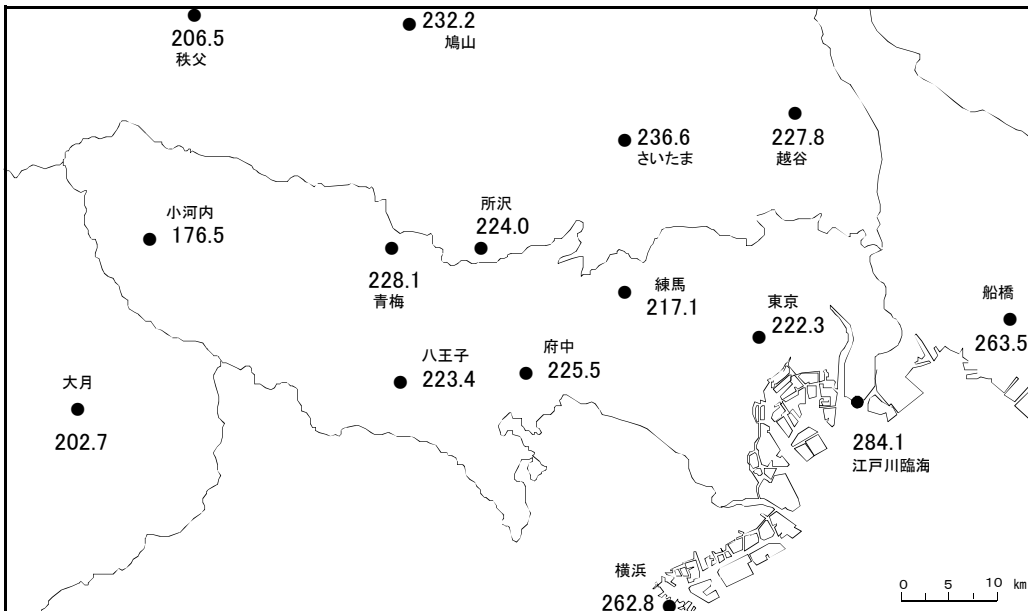 232.2
鳩山
206.5
秩父
236.6
さいたま
227.8
越谷
小河内
176.5
所沢
224.0
228.1
青梅
練馬
217.1
東京
222.3
船橋
263.5
八王子
223.4
府中
225.5
大月
202.7
284.1
江戸川臨海
横浜
262.8
0 5 10 km